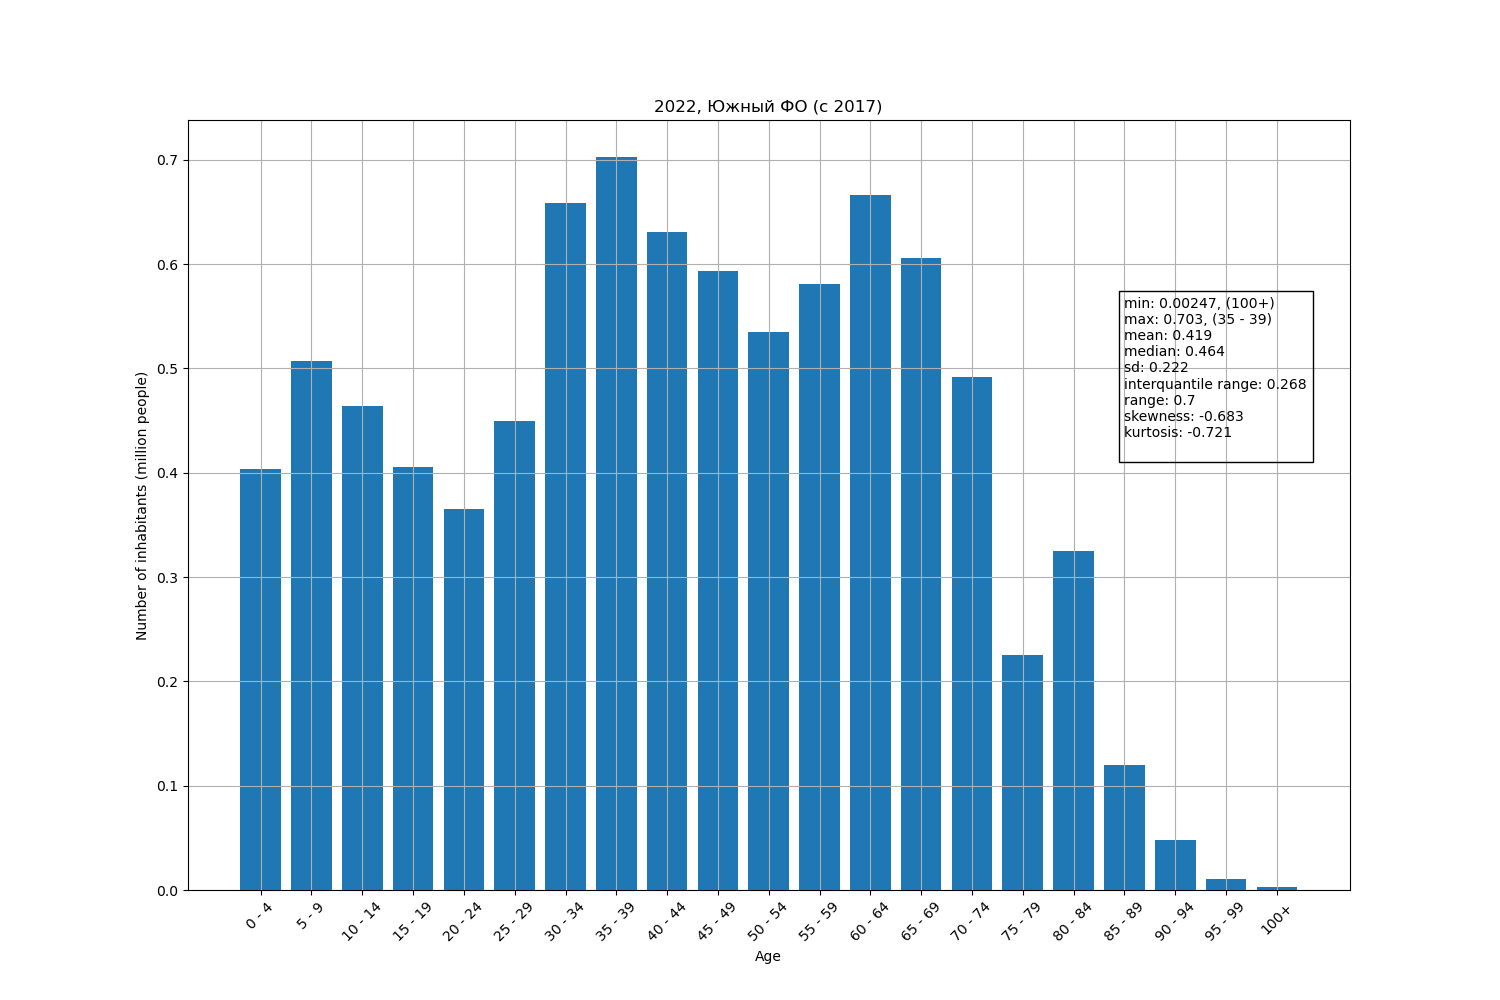 2022, Южный ФО (с 2017)
Number of inhabitants (million people)
0.7
0.6
0.5
0.4
0.3
0.2
0.1
0.0
min: 0.00247, (100+)
max: 0.703, (35 - 39)
mean: 0.419
median: 0.464
sd: 0.222
interquantile range: 0.268
range: 0.7
skewness: -0.683
kurtosis: -0.721
0 - 4
5 - 9
10 - 14
15 - 19
20 - 24
25 - 29
30 - 34
35 - 39
40 - 44
45 - 49
50 - 54
55 - 59
60 - 64
65 - 69
70 - 74
75 - 79
80 - 84
85 - 89
90 - 94
95 - 99
100+
Age